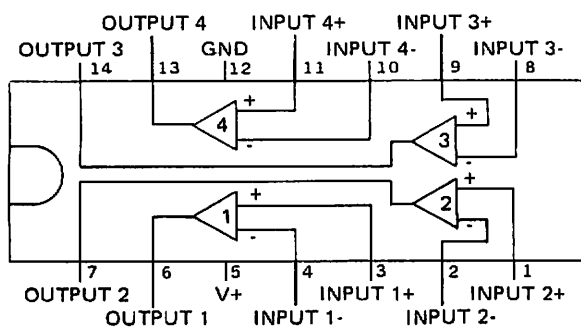 OUTPUT 4 INPUT 4+ INPUT 3+
OUTPUT 3 GND INPUT 4- INPUT 3-
14 13 12 11 10 9 8
+ 4 -
+ 3 -
+ 2 -
+ 1 -
7 6 5 4 3 2 1
OUTPUT 2 V+ INPUT 1+ INPUT 2+
OUTPUT 1 INPUT 1- INPUT 2-